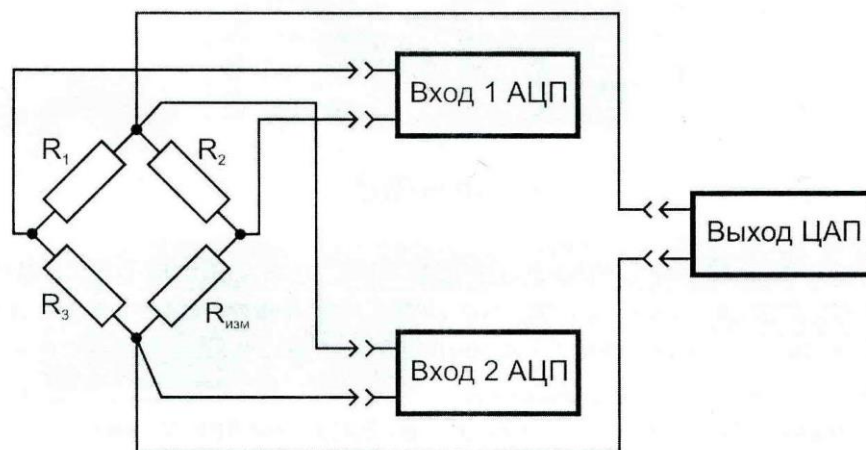 Вход 1 АЦП
R₁
R₂
Выход ЦАП
R₃
Rизм
Вход 2 АЦП